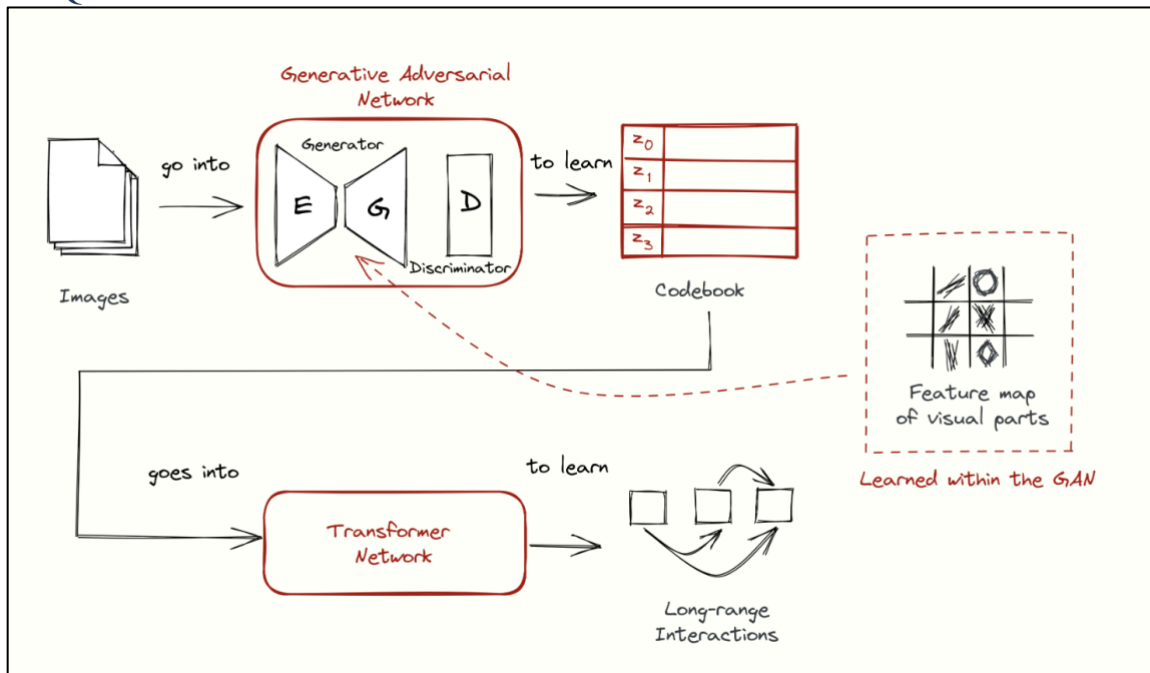 Generative Adversarial
Network
Images
go into
Generator
E
G
D
Discriminator
to learn
z0
z1
z2
z3
Codebook
Feature map
of visual parts
Learned within the GAN
goes into
Transformer
Network
to learn
Long-range
Interactions